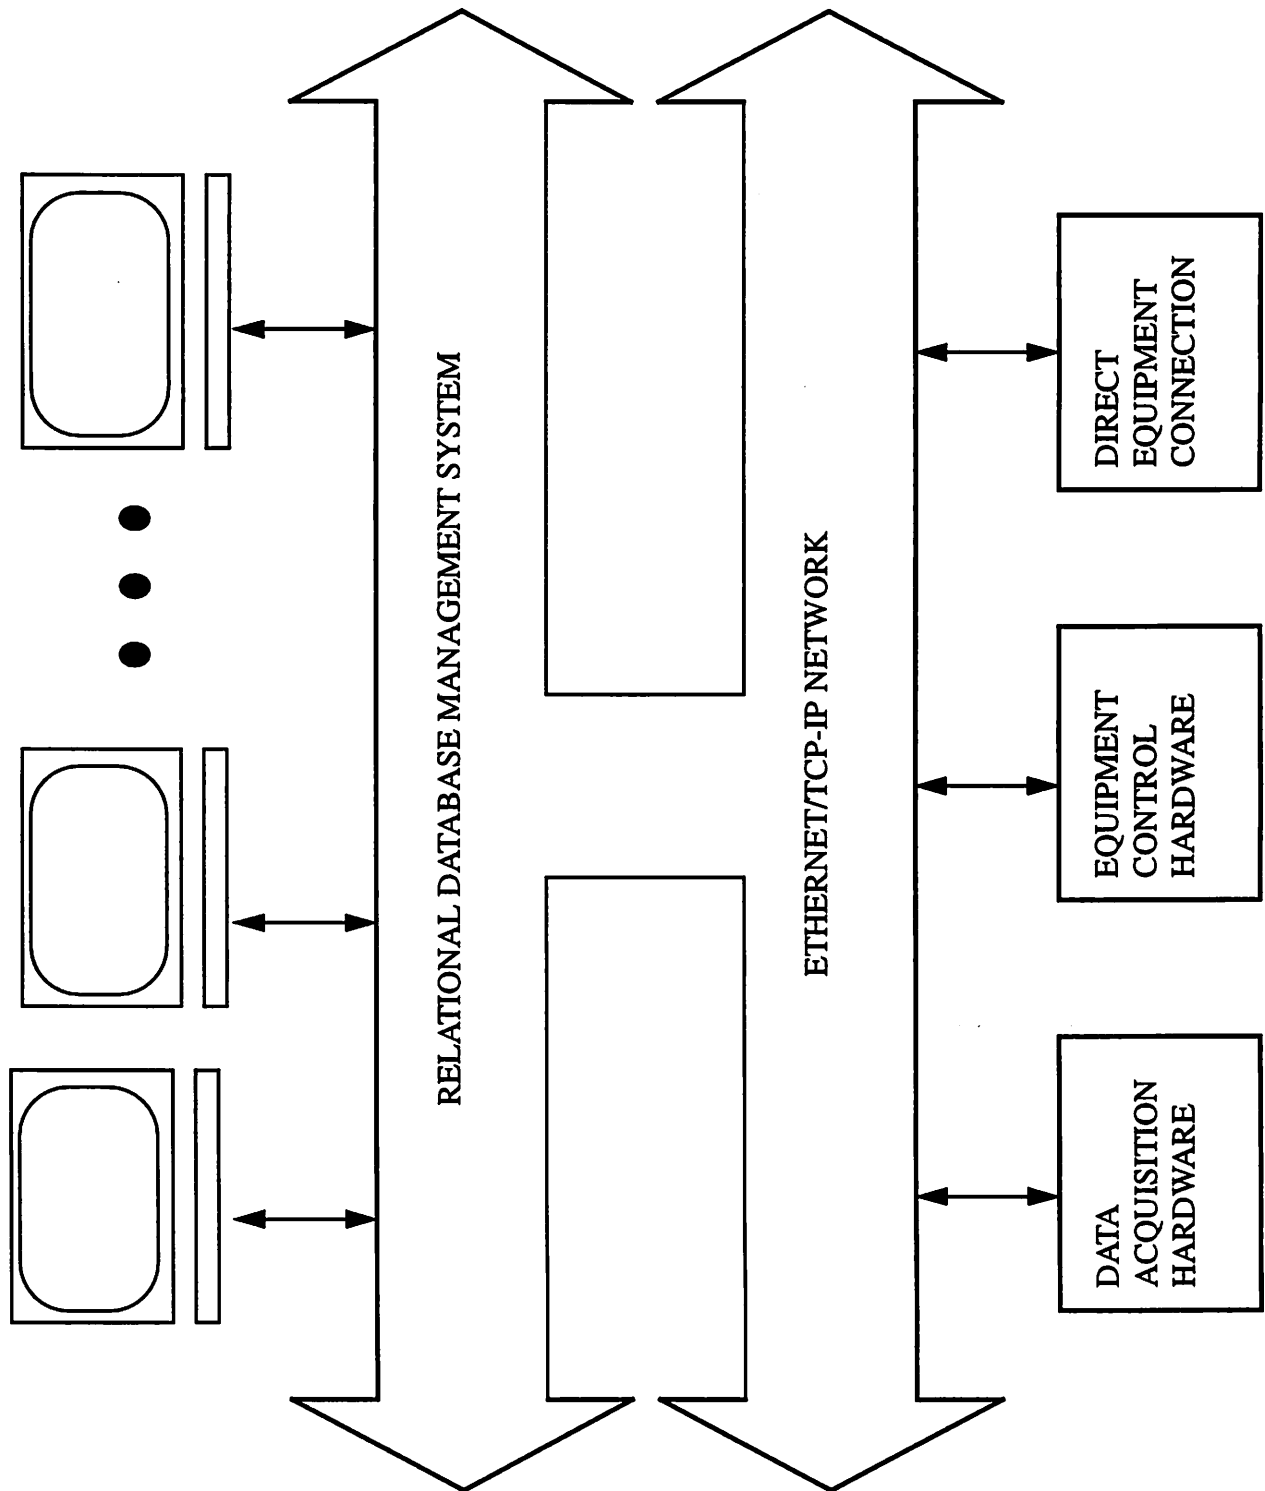 RELATIONAL DATABASE MANAGEMENT SYSTEM
ETHERNET/TCP-IP NETWORK
DATA
ACQUISITION
HARDWARE
EQUIPMENT
CONTROL
HARDWARE
DIRECT
EQUIPMENT
CONNECTION